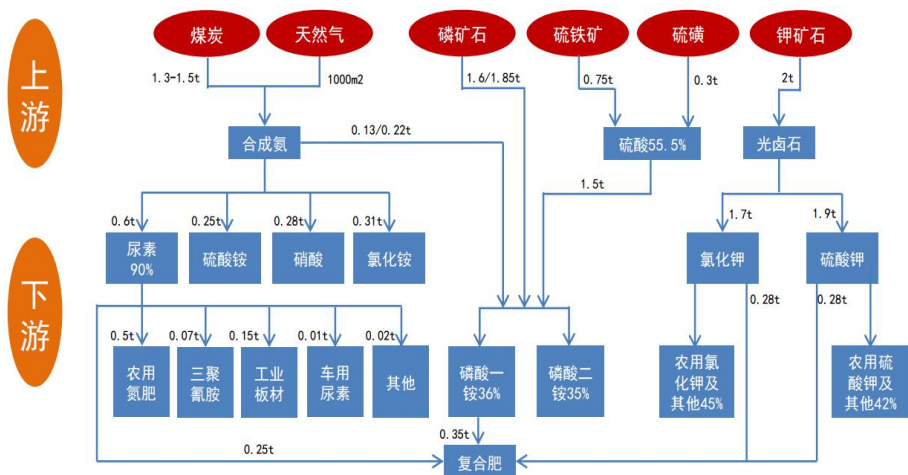 上游
煤炭
天然气
磷矿石
硫铁矿
硫磺
钾矿石
1.3-1.5t
1000m2
1.6/1.85t
0.75t
0.3t
2t
合成氨
0.13/0.22t
硫酸55.5%
光卤石
1.5t
下游
0.6t
0.25t
0.28t
0.31t
1.7t
1.9t
尿素
90%
硫酸铵
硝酸
氯化铵
氯化钾
硫酸钾
0.28t
0.28t
0.5t
0.07t
0.15t
0.01t
0.02t
农用
氮肥
三聚
氰胺
工业
板材
车用
尿素
其他
磷酸一
铵36%
磷酸二
铵35%
农用氯
化钾及
其他45%
农用硫
酸钾及
其他42%
0.35t
0.25t
复合肥